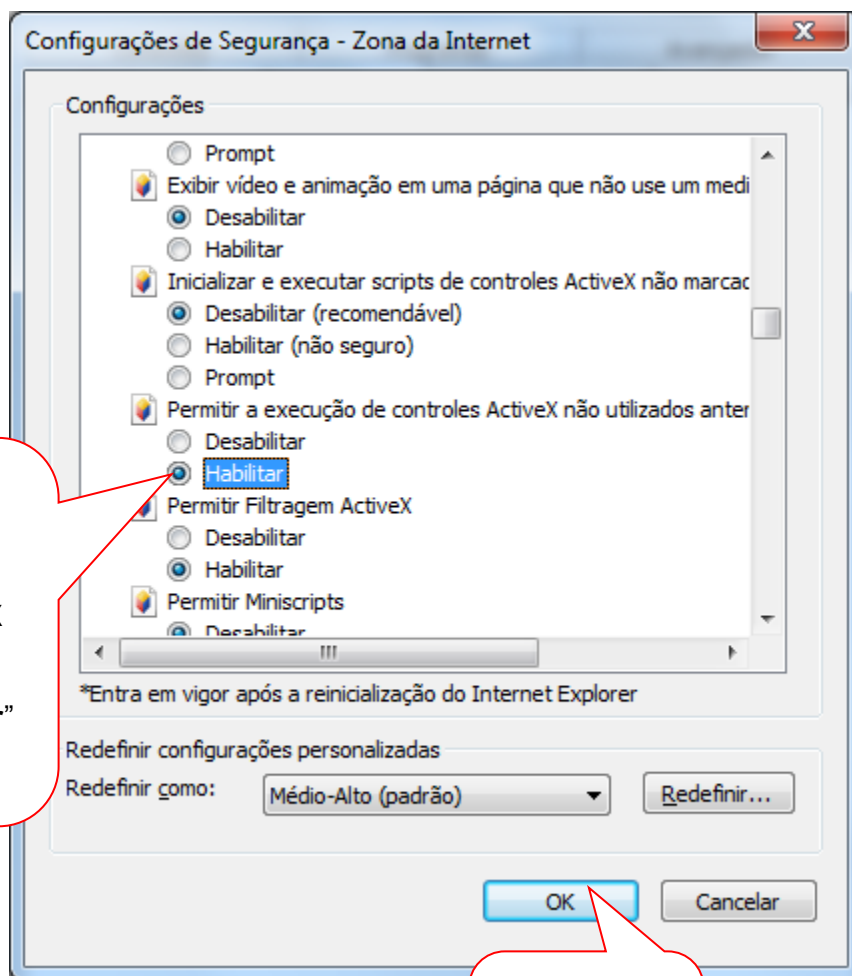 Configurações de Segurança - Zona da Internet
Configurações
Prompt
Exibir vídeo e animação em uma página que não use um medi
Desabilitar
Habilitar
Inicializar e executar scripts de controles ActiveX não marcad
Desabilitar (recomendável)
Habilitar (não seguro)
Prompt
Permitir a execução de controles ActiveX não utilizados anter
Desabilitar
Habilitar
Permitir Filtragem ActiveX
Desabilitar
Habilitar
Permitir Miniscripts
Desabilitar
X
”
*Entra em vigor após a reinicialização do Internet Explorer
Redefinir configurações personalizadas
Redefinir como:
Médio-Alto (padrão)
Redefinir...
OK
Cancelar